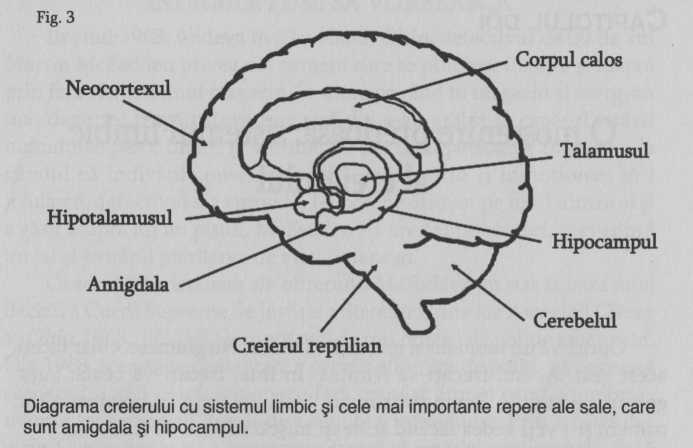 Fig. 3
Corpul calos
Neocortexul
Talamusul
Hipotalamusul
Hipocampul
Amigdala
Cerebelul
Creierul reptilian
Diagrama creierului cu sistemul limbic şi cele mai importante repere ale sale, care
sunt amigdala şi hipocampul.